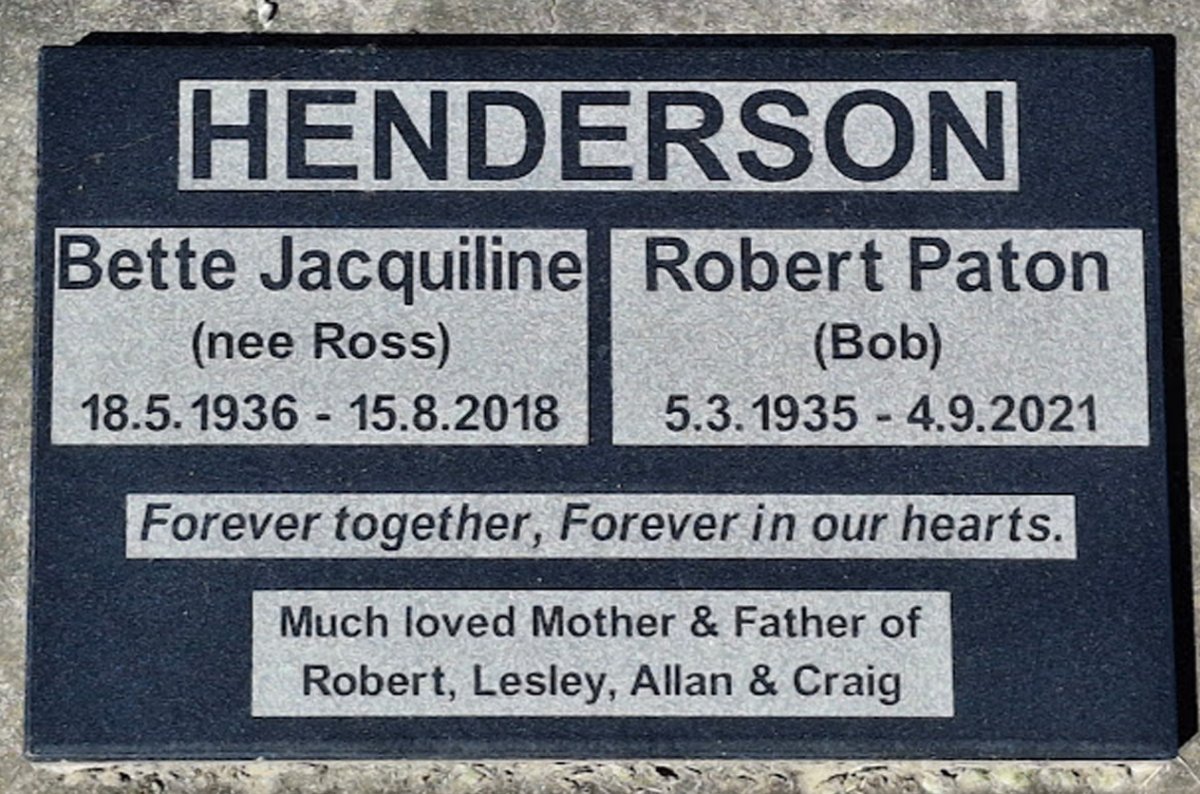 HENDERSON
Bette Jacquiline
(nee Ross)
18.5.1936 - 15.8.2018
Robert Paton
(Bob)
5.3.1935 - 4.9.2021
Forever together, Forever in our hearts.
Much loved Mother & Father of
Robert, Lesley, Allan & Craig